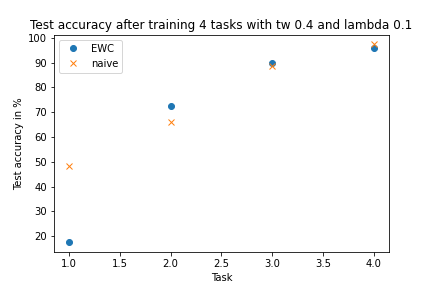 Test accuracy after training 4 tasks with tw 0.4 and lambda 0.1
EWC
naive
Test accuracy in %
100
90
80
70
60
50
40
30
20
1.0 1.5 2.0 2.5 3.0 3.5 4.0
Task